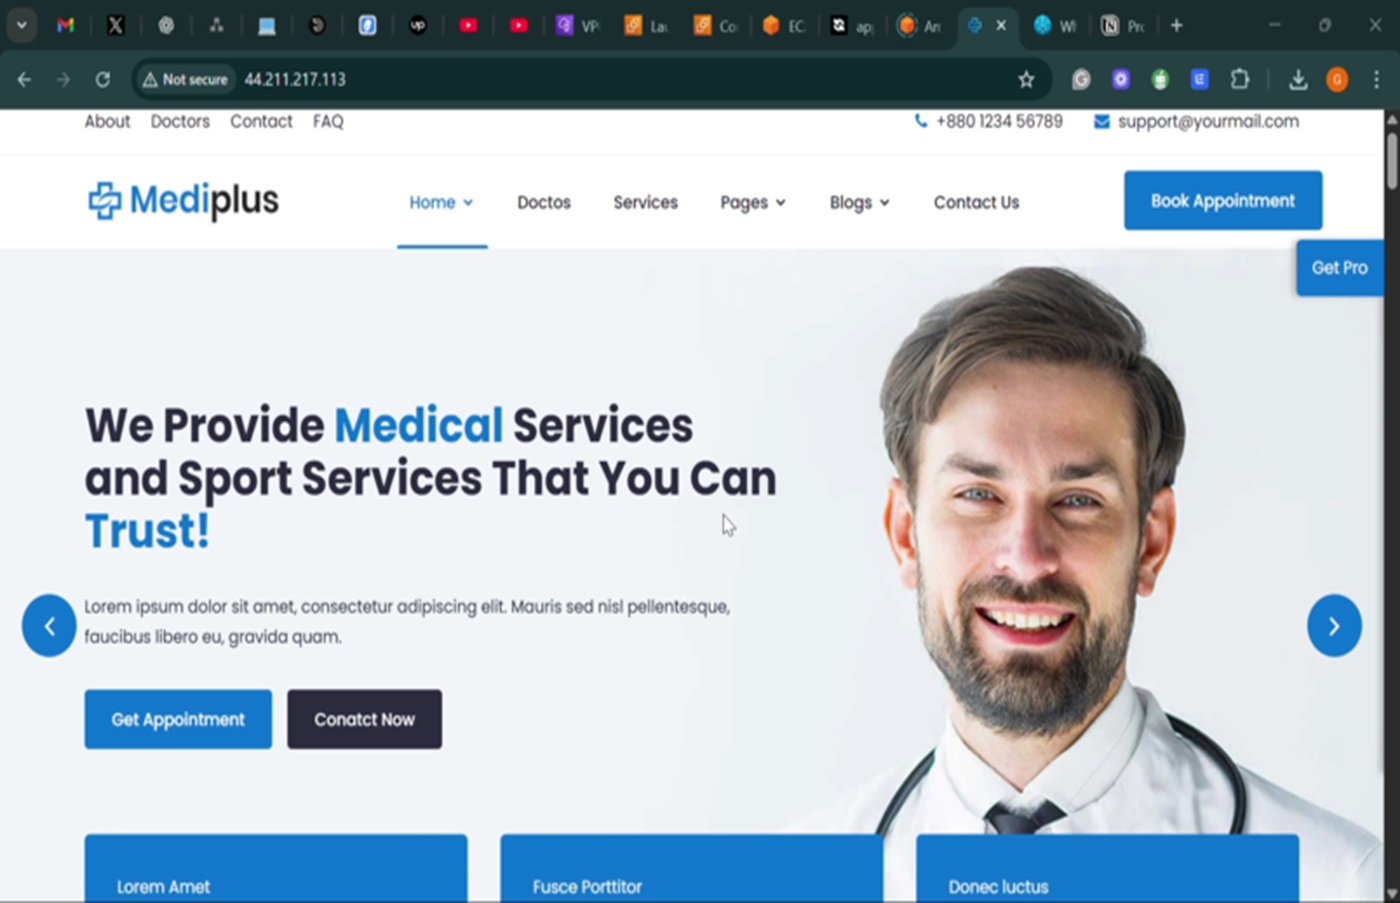 VP
La
Co
EC
ap
An
Wl
Pro
Not secure 44.211.217.113
About Doctors Contact FAQ
+880 1234 56789 support@yourmail.com
Mediplus
Home Doctos Services Pages Blogs Contact Us
Book Appointment
Get Pro
We Provide Medical Services
and Sport Services That You Can
Trust!
Lorem ipsum dolor sit amet, consectetur adipiscing elit. Mauris sed nisl pellentesque,
faucibus libero eu, gravida quam.
Get Appointment Conatct Now
Lorem Amet Fusce Porttitor Donec luctus